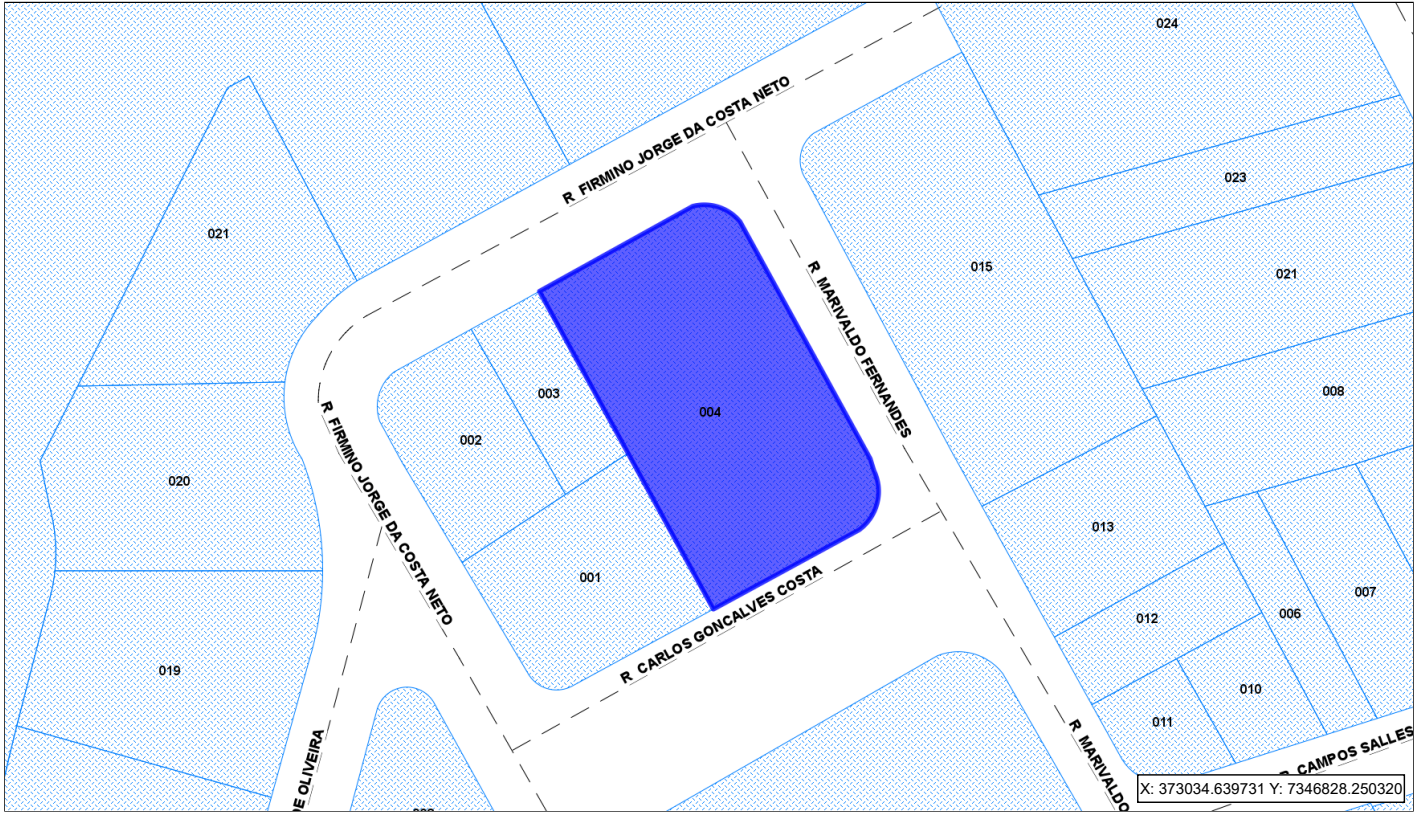 024
R FIRMINO JORGE DA COSTA NETO
023
021
015
021
R MARIVALDO FERNANDES
008
003
004
002
R FIRMINO JORGE DA COSTA NETO
020
013
001
R CARLOS GONCALVES COSTA
007
006
012
019
010
011
R MARIVALDO
DE OLIVEIRA
R CAMPOS SALLES
X: 373034.639731 Y: 7346828.250320